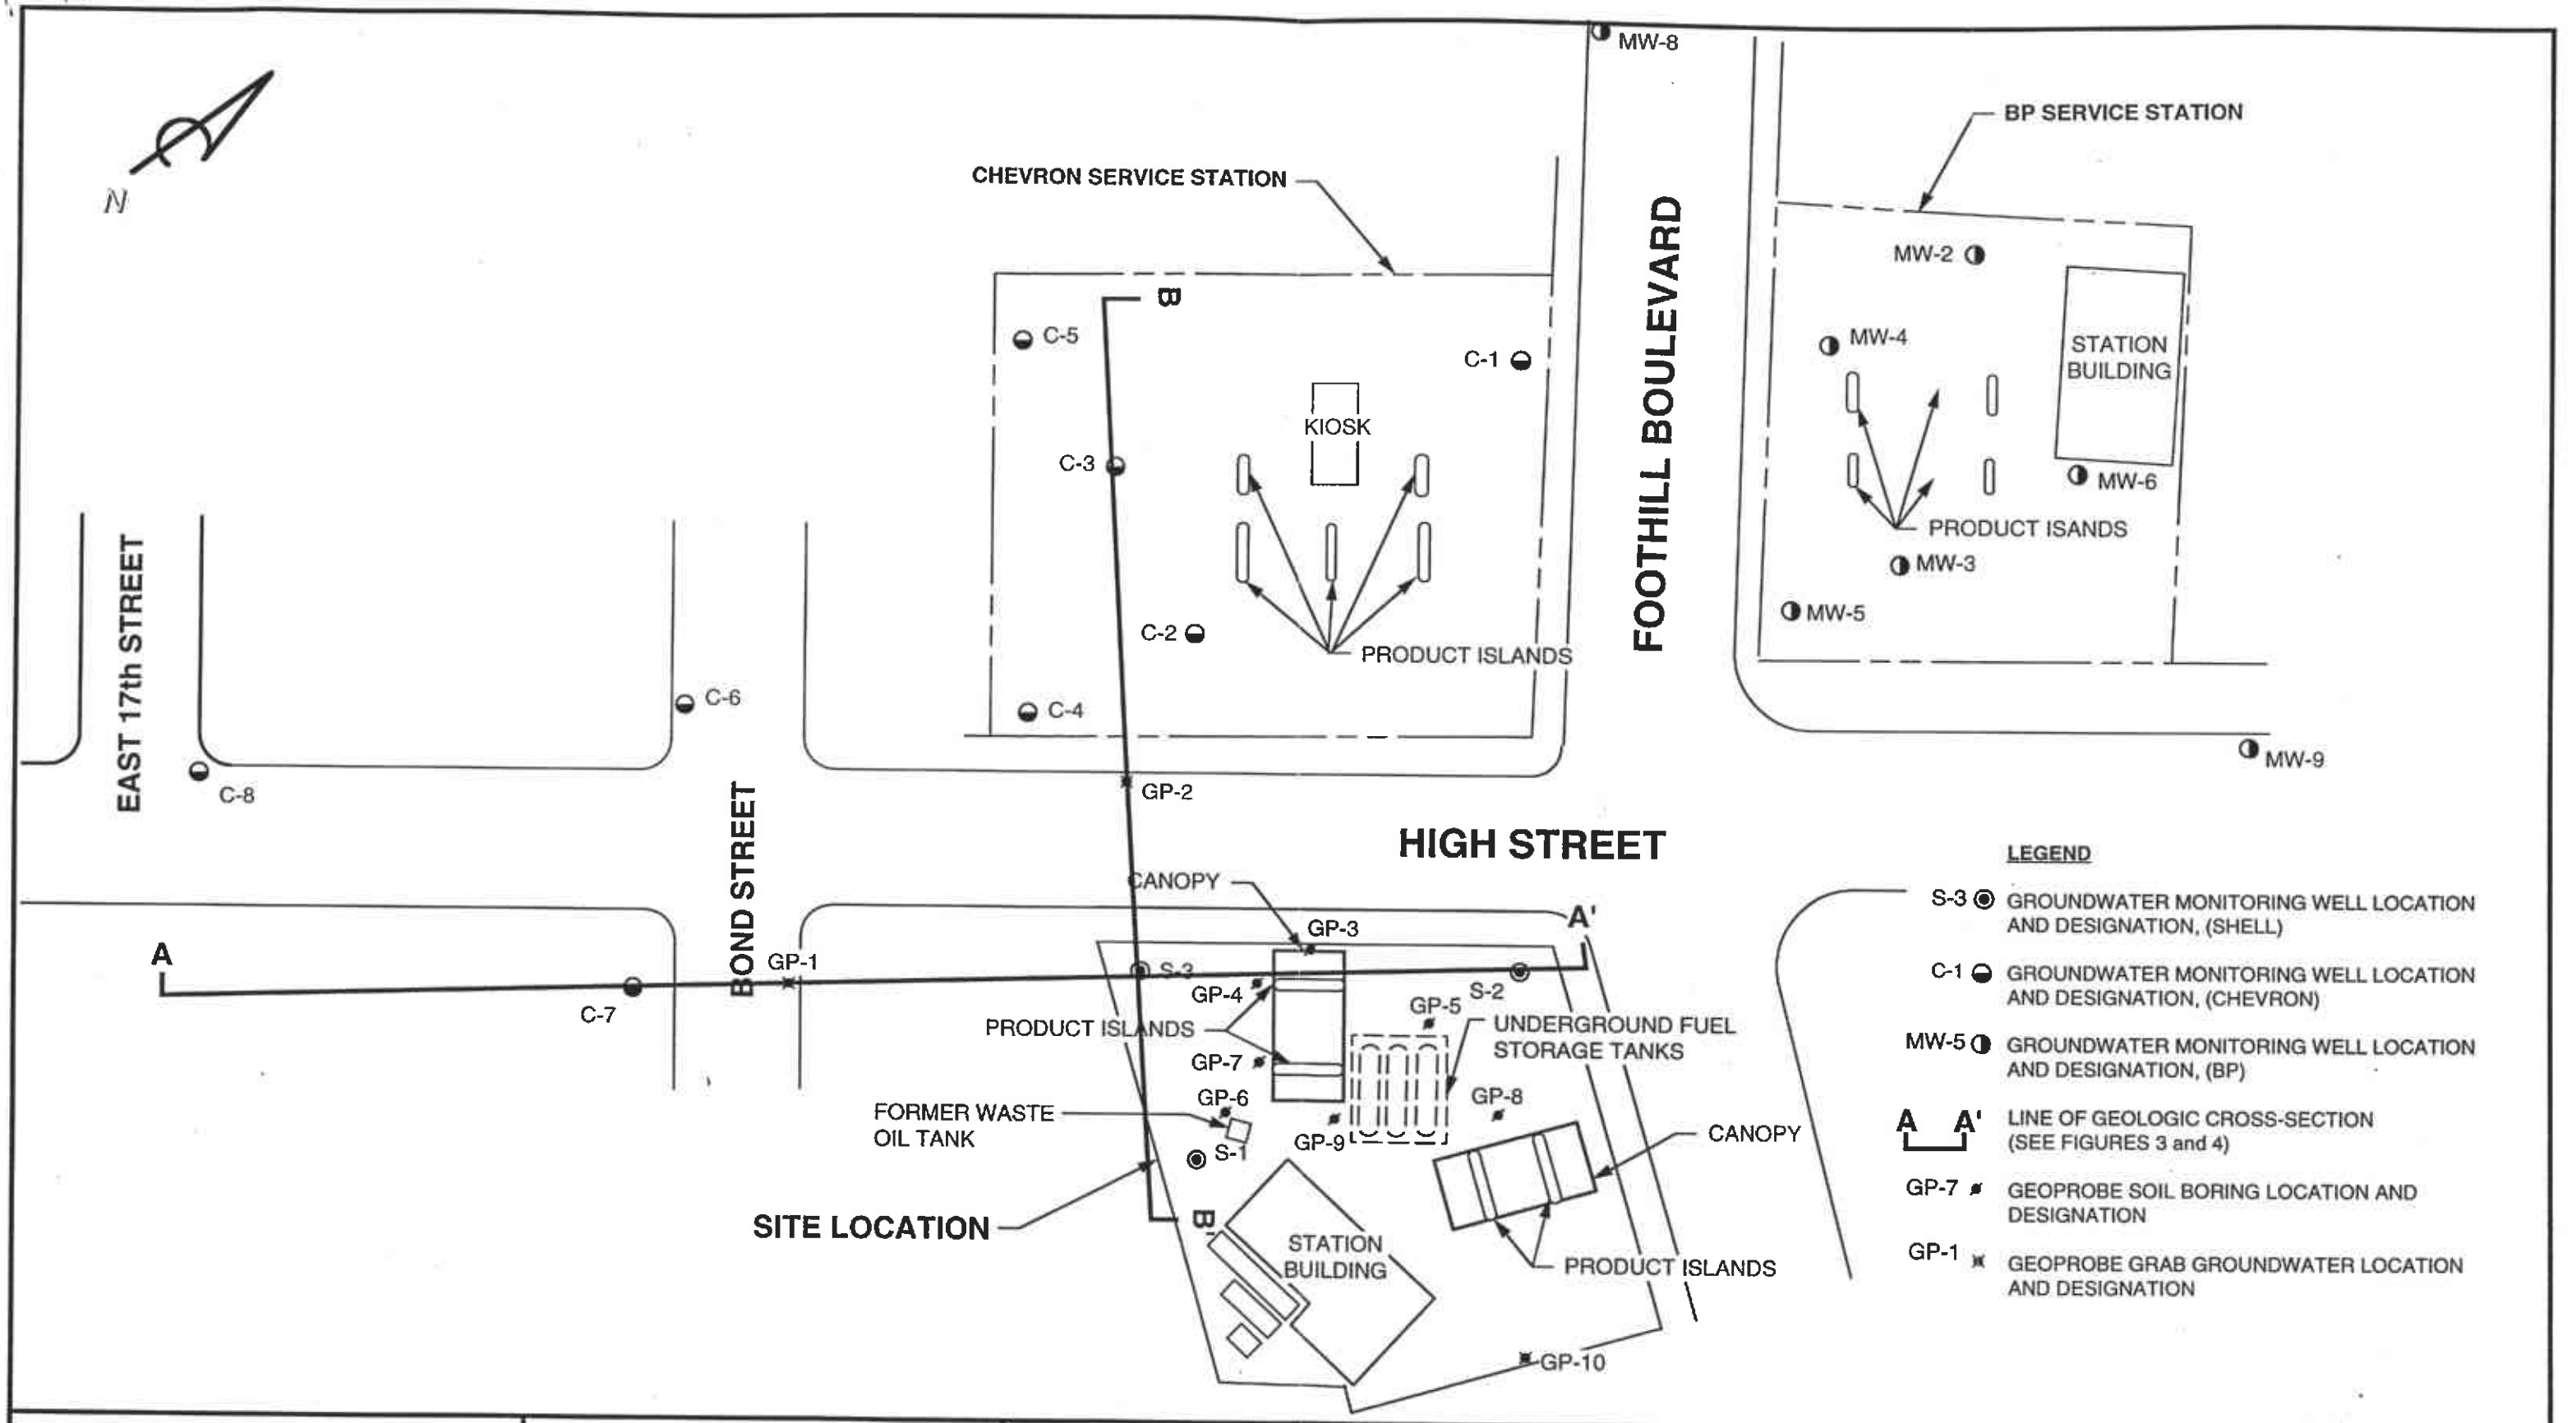 MW-8
BP SERVICE STATION
CHEVRON SERVICE STATION
N
MW-2
B
C-5
C-1
FOOTHILL BOULEVARD
MW-4
STATION
BUILDING
KIOSK
C-3
MW-6
PRODUCT ISANDS
MW-3
MW-5
C-2
PRODUCT ISLANDS
EAST 17th STREET
C-6
C-4
MW-9
C-8
GP-2
BOND STREET
HIGH STREET
CANOPY
A
A'
GP-3
GP-1
S-3
GP-4
S-2
C-7
GP-5
PRODUCT ISLANDS
UNDERGROUND FUEL
STORAGE TANKS
GP-7
GP-6
GP-8
FORMER WASTE
OIL TANK
GP-9
CANOPY
S-1
SITE LOCATION
B'
STATION
BUILDING
PRODUCT ISLANDS
GP-10
LEGEND
S-3 GROUNDWATER MONITORING WELL LOCATION
AND DESIGNATION, (SHELL)
C-1 GROUNDWATER MONITORING WELL LOCATION
AND DESIGNATION, (CHEVRON)
MW-5 GROUNDWATER MONITORING WELL LOCATION
AND DESIGNATION, (BP)
A A' LINE OF GEOLOGIC CROSS-SECTION
(SEE FIGURES 3 and 4)
GP-7 GEOPROBE SOIL BORING LOCATION AND
DESIGNATION
GP-1 GEOPROBE GRAB GROUNDWATER LOCATION
AND DESIGNATION